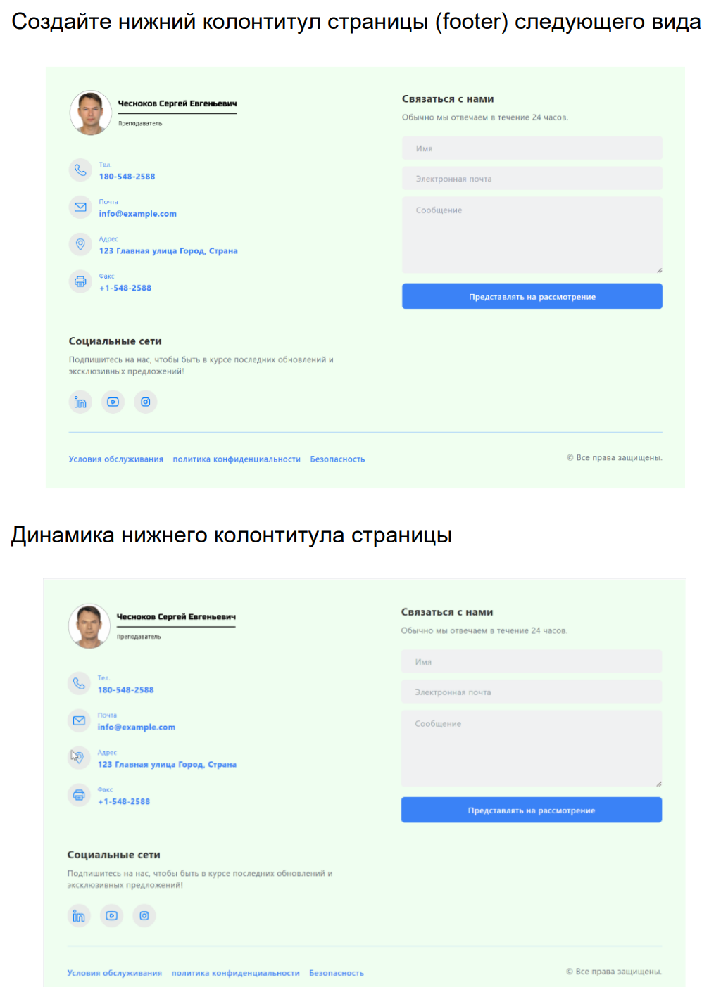 Создайте нижний колонтитул страницы (footer) следующего вида
Чесноков Сергей Евгеньевич
Преподаватель
Тел.
180-548-2588
Почта
info@example.com
Адрес
123 Главная улица Город, Страна
Факс
+1-548-2588
Связаться с нами
Обычно мы отвечаем в течение 24 часов.
Имя
Электронная почта
Сообщение
Представлять на рассмотрение
Социальные сети
Подпишитесь на нас, чтобы быть в курсе последних обновлений и
эксклюзивных предложений!
in
Условия обслуживания политика конфиденциальности Безопасность
© Все права защищены.
Динамика нижнего колонтитула страницы
Чесноков Сергей Евгеньевич
Преподаватель
Тел.
180-548-2588
Почта
info@example.com
Адрес
123 Главная улица Город, Страна
Факс
+1-548-2588
Связаться с нами
Обычно мы отвечаем в течение 24 часов.
Имя
Электронная почта
Сообщение
Представлять на рассмотрение
Социальные сети
Подпишитесь на нас, чтобы быть в курсе последних обновлений и
эксклюзивных предложений!
in
Условия обслуживания политика конфиденциальности Безопасность
© Все права защищены.